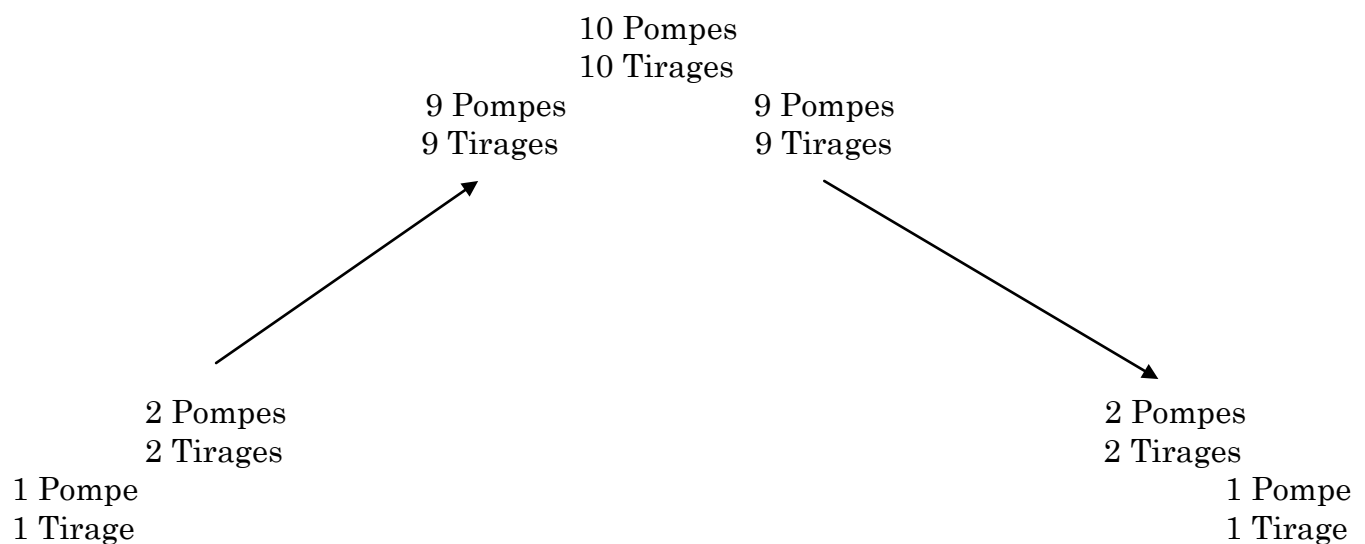 10 Pompes
10 Tirages
9 Pompes
9 Tirages
9 Pompes
9 Tirages
2 Pompes
2 Tirages
2 Pompes
2 Tirages
1 Pompe
1 Tirage
1 Pompe
1 Tirage